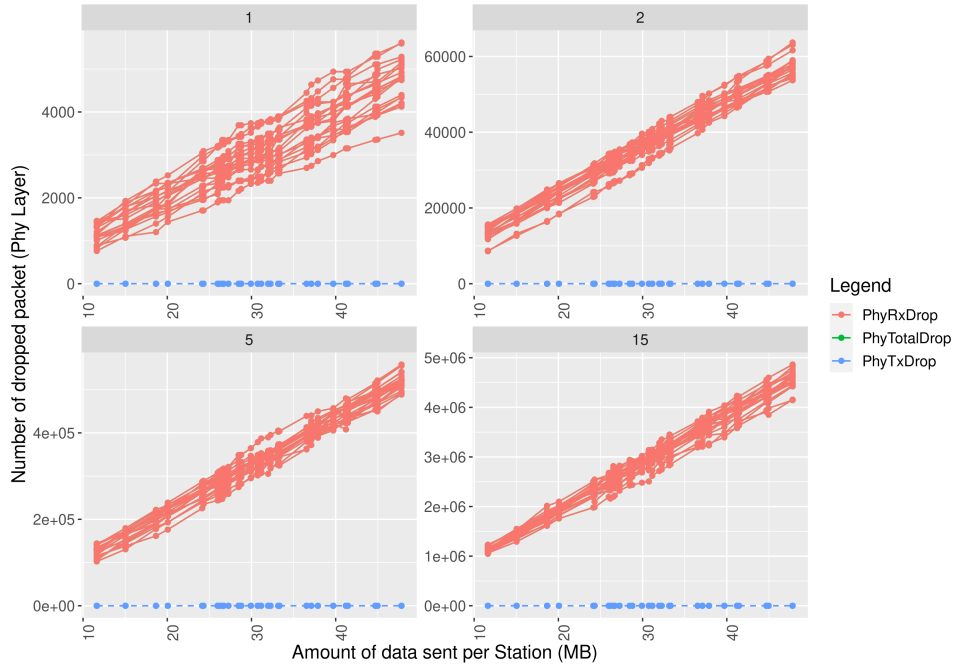 1
2
Number of dropped packet (Phy Layer)
4000
2000
0
60000
40000
20000
0
10 20 30 40
10 20 30 40
5
15
4e+05
2e+05
0e+00
5e+06
4e+06
3e+06
2e+06
1e+06
0e+00
10 20 30 40
10 20 30 40
Amount of data sent per Station (MB)
Legend
PhyRxDrop
PhyTotalDrop
PhyTxDrop